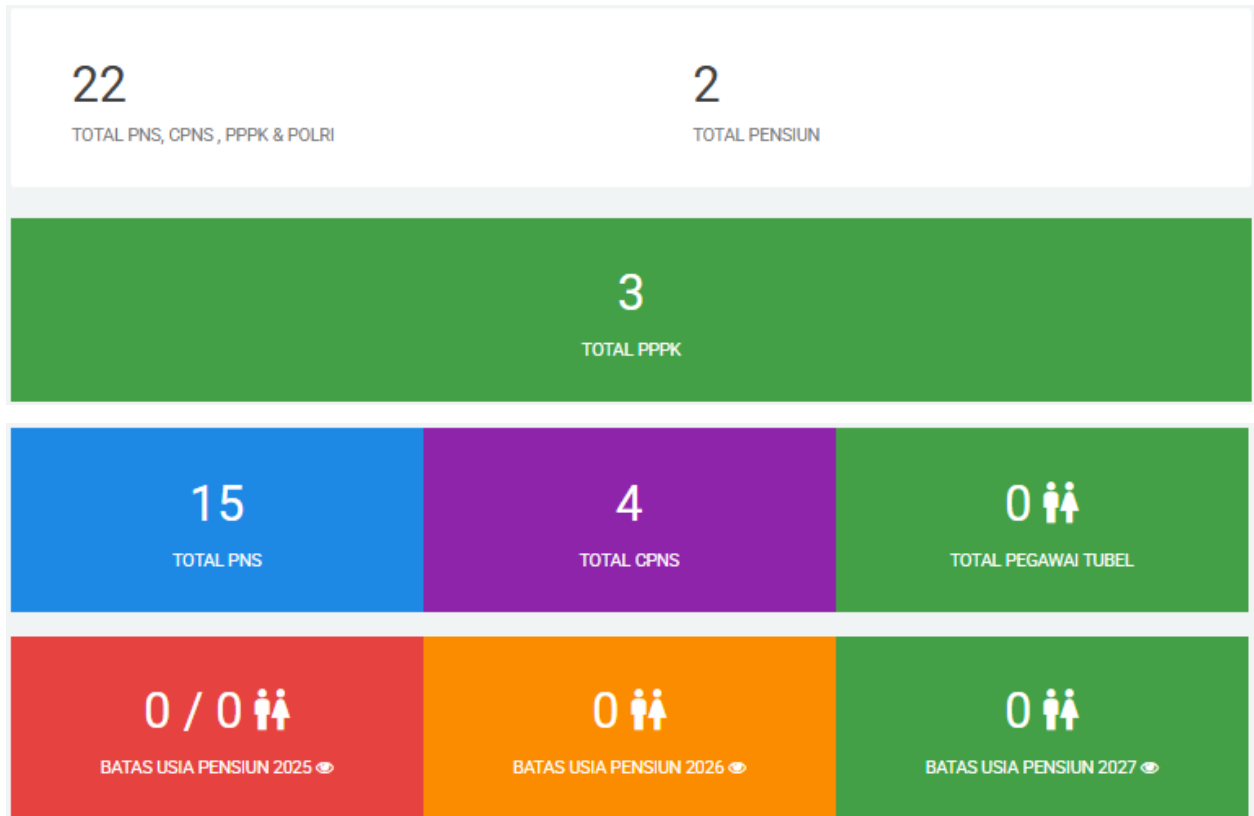 22
2
TOTAL PNS, CPNS , PPPK & POLRI
TOTAL PENSIUN
3
TOTAL PPPK
15
4
0
TOTAL PNS
TOTAL CPNS
TOTAL PEGAWAI TUBEL
0 / 0
0
0
BATAS USIA PENSIUN 2025
BATAS USIA PENSIUN 2026
BATAS USIA PENSIUN 2027